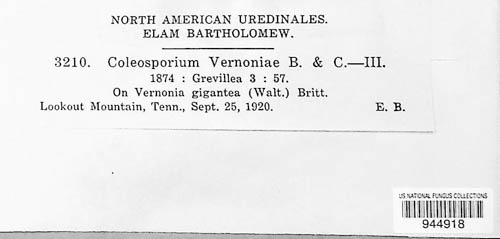 NORTH AMERICAN UREDINALES.
ELAM BARTHOLOMEW.
3210. Coleosporium Vernoniae B. & C.—III.
1874 : Grevillea 3 : 57.
On Vernonia gigantea (Walt.) Britt.
Lookout Mountain, Tenn., Sept. 25, 1920. E. B.
US NATIONAL FUNGUS COLLECTIONS
944918